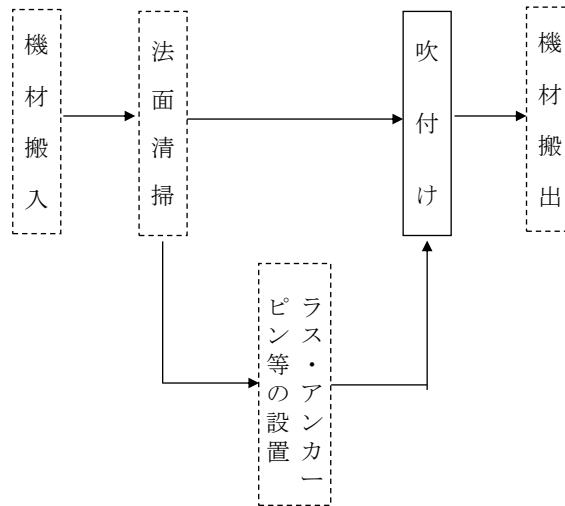 機材搬入
法面清掃
吹付け
機材搬出
ラス・アンカー
ピン等の設置